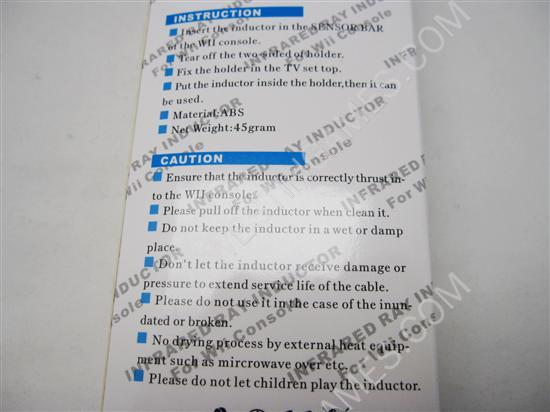 INSTRUCTION
Insert the inductor in the SENSOR BAR
of the WII console.
Tear off the two-sided of holder.
Fix the holder in the TV set top.
Put the inductor inside the holder,then it can
be used.
Material:ABS
Net Weight:45gram
CAUTION
Ensure that the inductor is correctly thrust in-
to the WII console.
Please pull off the inductor when clean it.
Do not keep the inductor in a wet or damp
place.
Don't let the inductor receive damage or
pressure to extend service life of the cable.
Please do not use it in the case of the inun-
dated or broken.
No drying process by external heat equip-
ment such as mircrowave over etc.
Please do not let children play the inductor.
INFRARED RAY INDUCTOR
For Wii Console